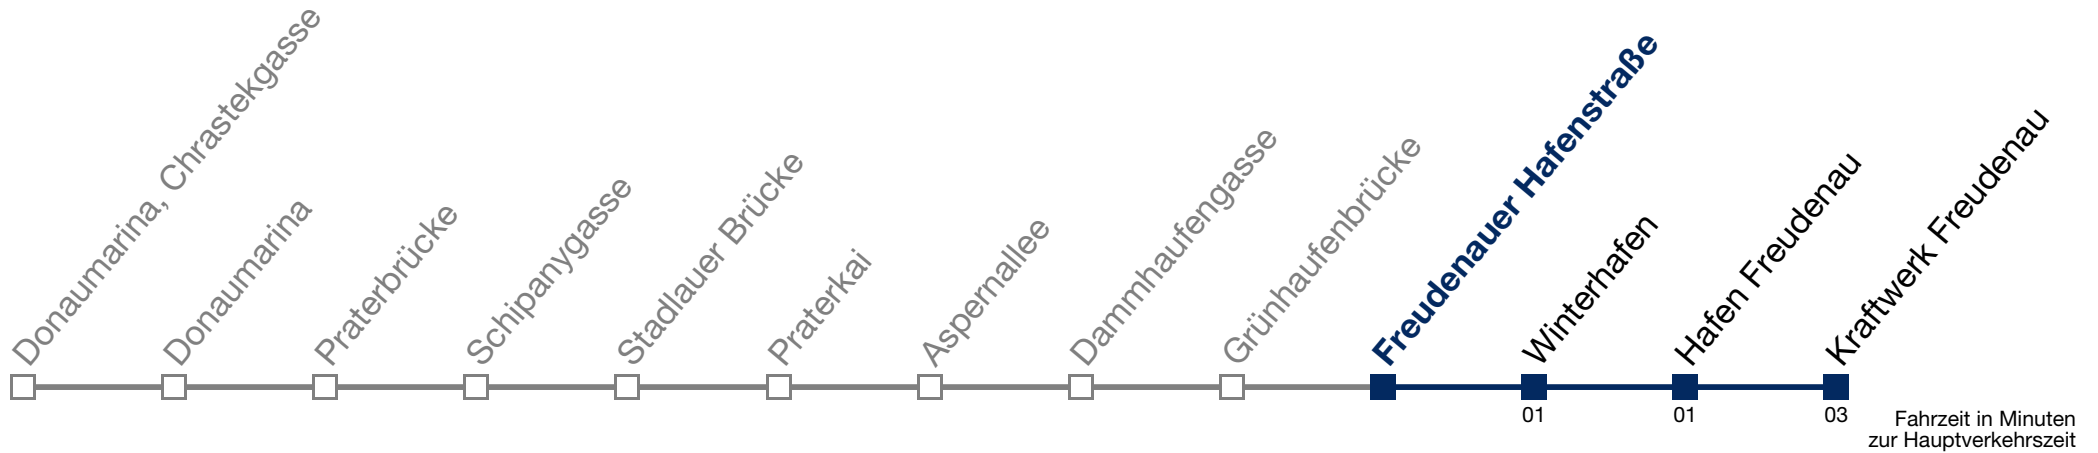 Donaumarina, Chrastekgasse
Donaumarina
Praterbrücke
Schipanygasse
Stadlauer Brücke
Praterkai
Aspernallee
Dammhaufengasse
Grünhaufenbrücke
Freudenauer Hafenstraße
Winterhafen
Hafen Freudenau
Kraftwerk Freudenau
01
01
03
Fahrzeit in Minuten
zur Hauptverkehrszeit